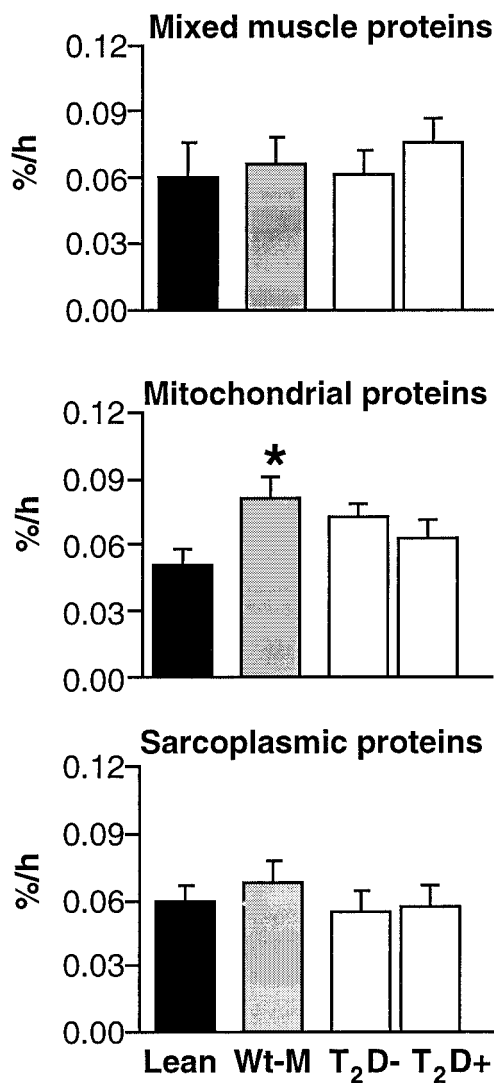 Mixed muscle proteins
0.12
0.09
0.06
0.03
0.00
%/h
Mitochondrial proteins
*
0.12
0.09
0.06
0.03
0.00
%/h
Sarcoplasmic proteins
0.12
0.09
0.06
0.03
0.00
%/h
Lean Wt-M T₂D- T₂D+